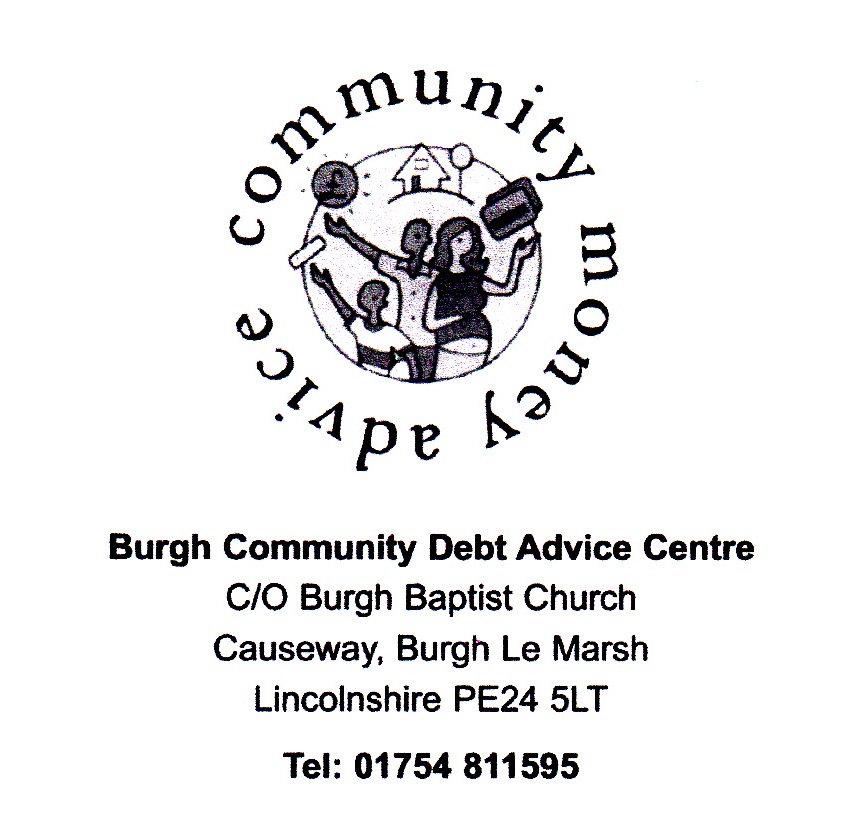 community money advice
£
Burgh Community Debt Advice Centre
C/O Burgh Baptist Church
Causeway, Burgh Le Marsh
Lincolnshire PE24 5LT
Tel: 01754 811595